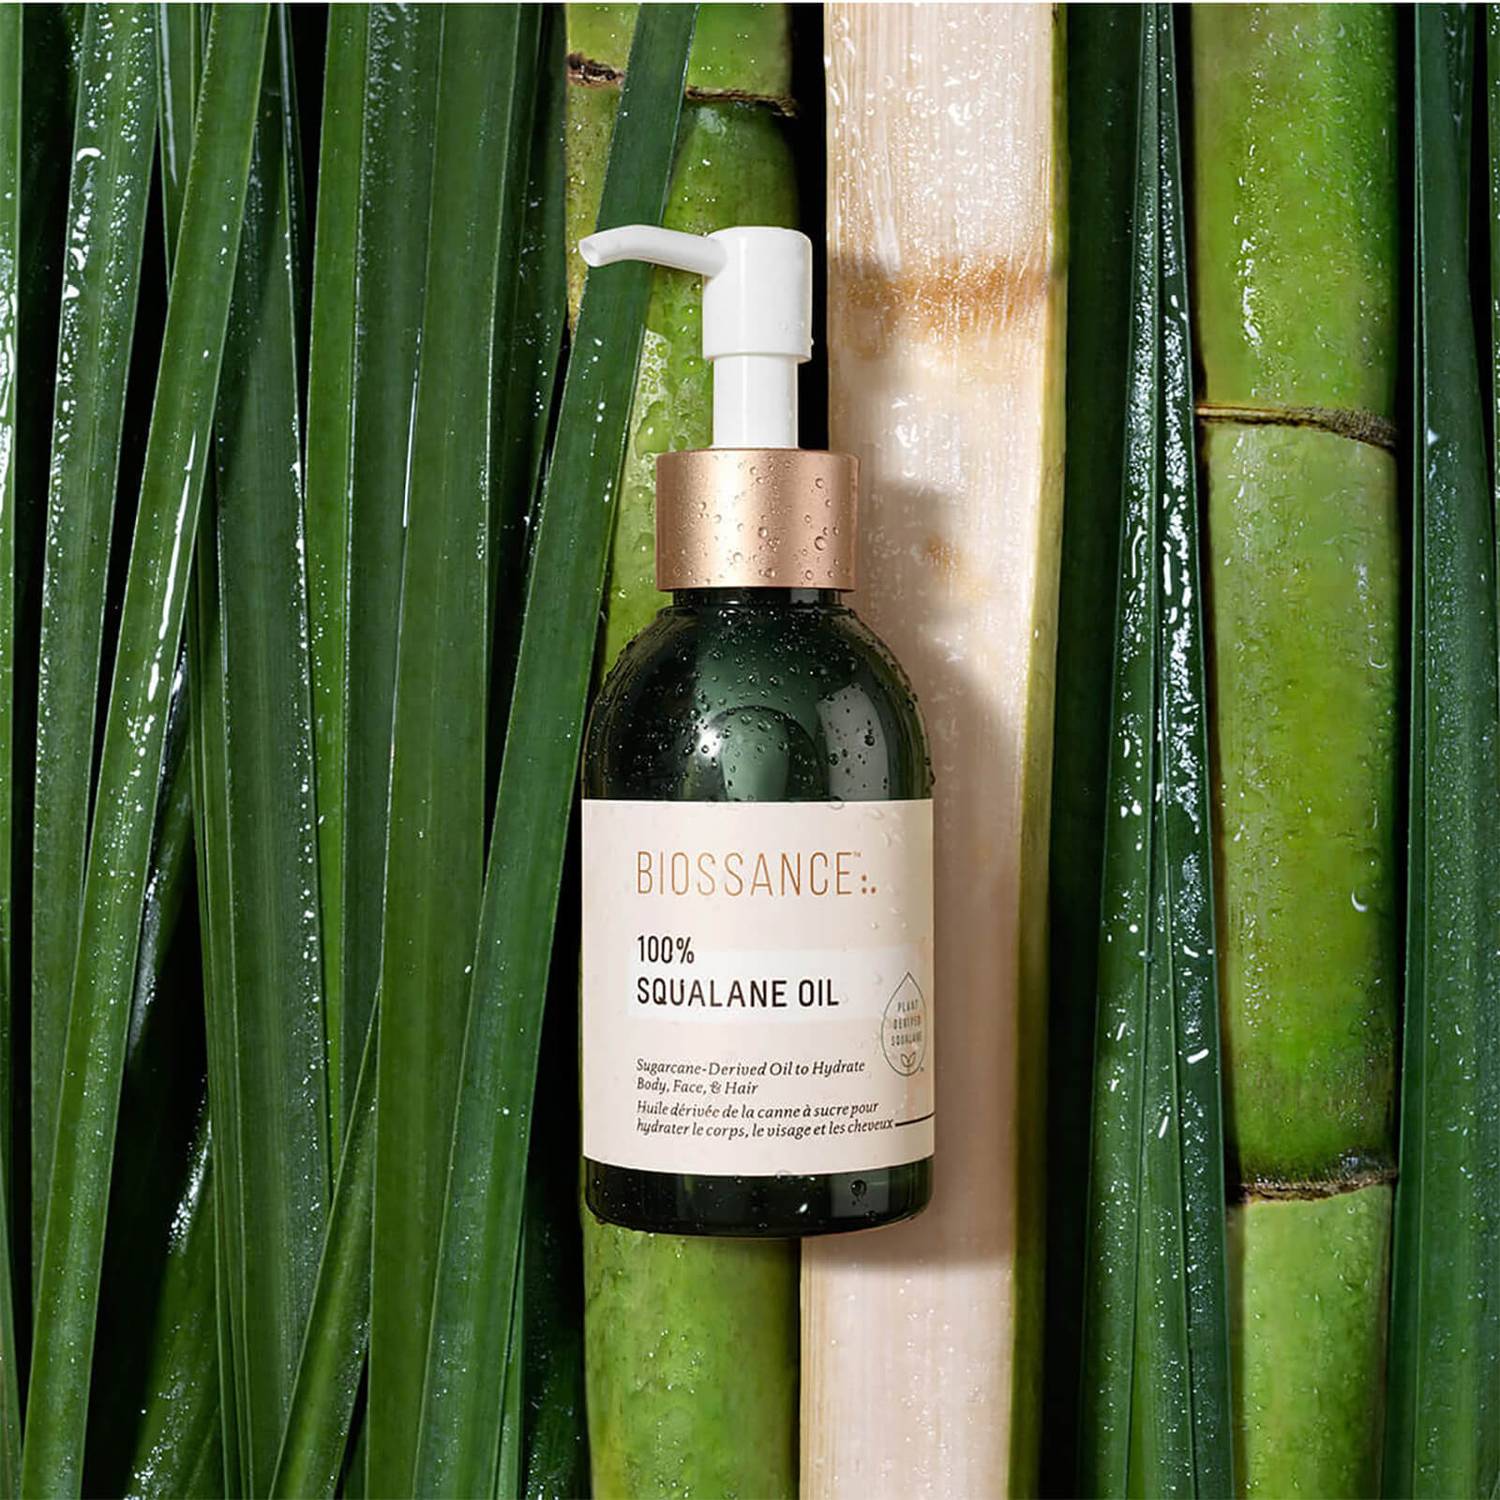 BIOSSANCE™
100%
SQUALANE OIL
PLANT
DERIVED
SQUALANE
Sugarcane-Derived Oil to Hydrate
Body, Face, & Hair
Huile dérivée de la canne à sucre pour
hydrater le corps, le visage et les cheveux